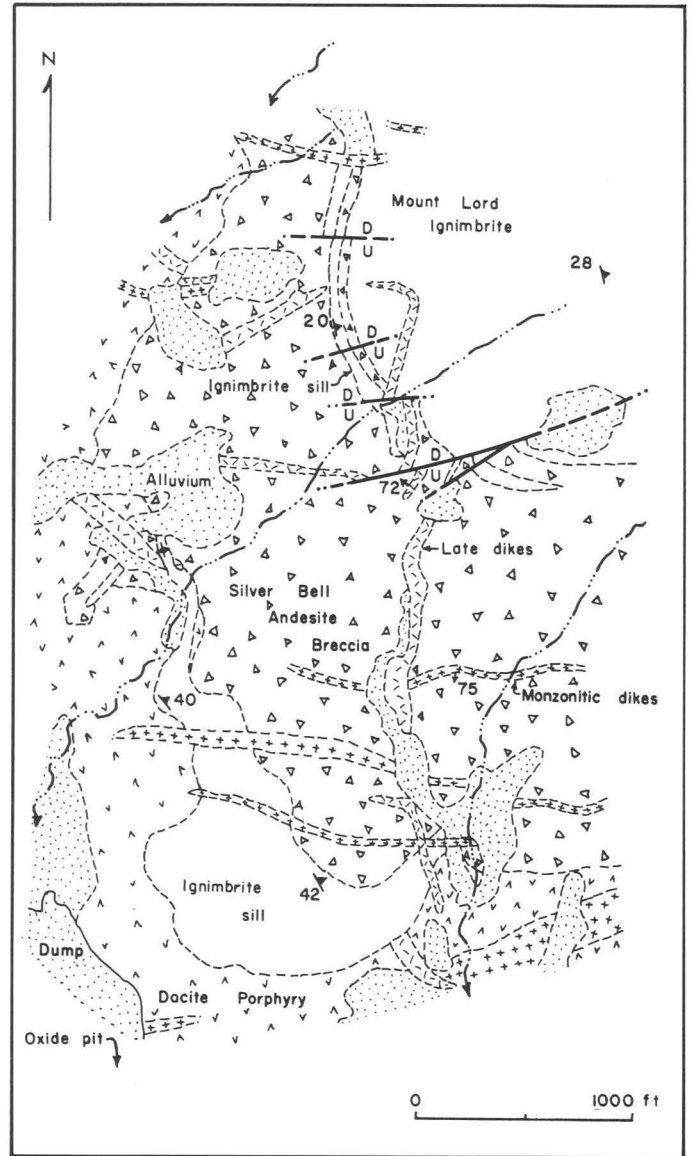 N
Mount Lord
Ignimbrite
D
U
28
20
D
U
Ignimbrite sill
D
U
Alluvium
D
U
72
Late dikes
Silver Bell
Andesite
Breccia
75
Monzonitic dikes
40
Ignimbrite
sill
42
Dump
Dacite Porphyry
Oxide pit
0 1000 ft